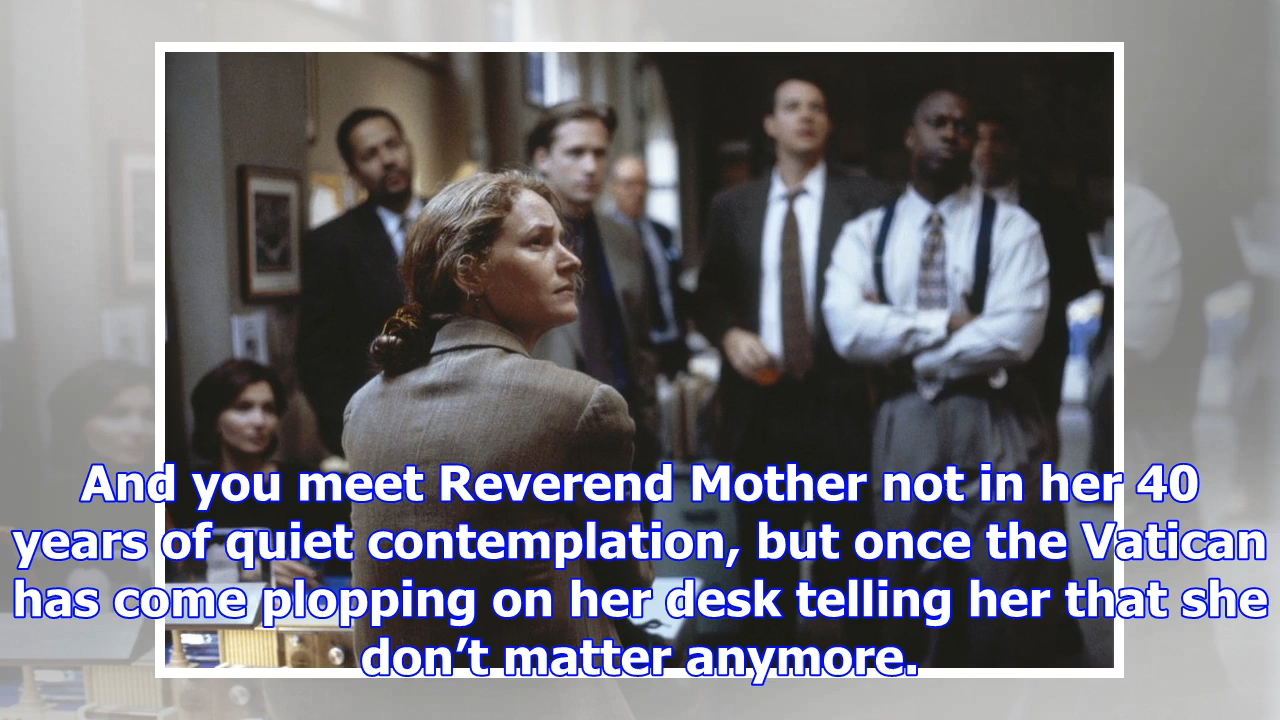 And you meet Reverend Mother not in her 40
years of quiet contemplation, but once the Vatican
has come plopping on her desk telling her that she
don’t matter anymore.